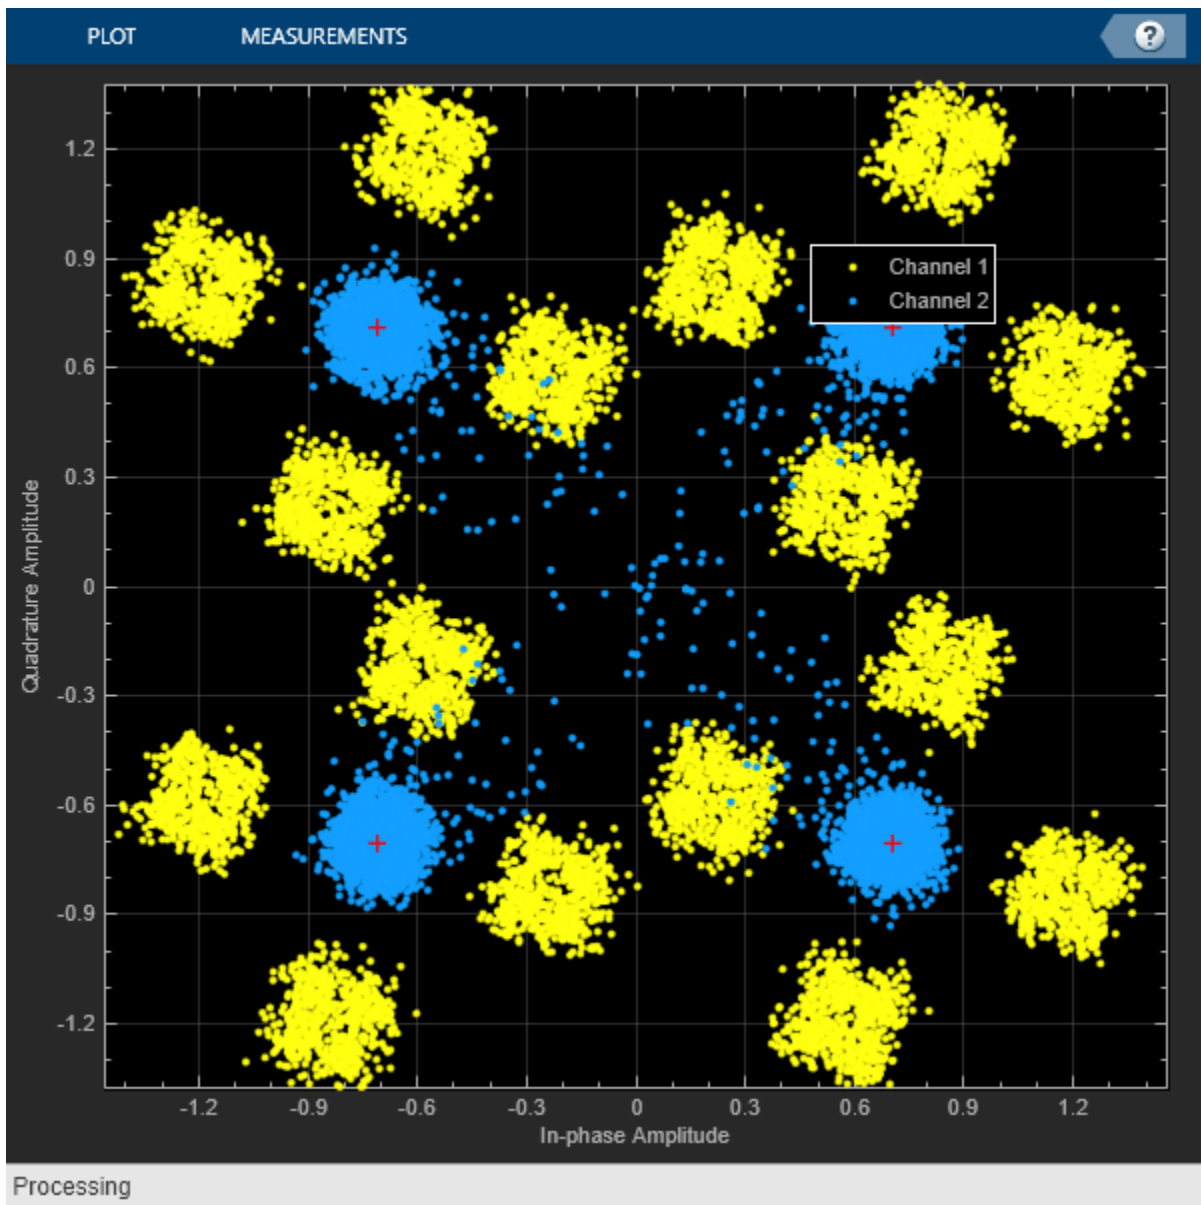 PLOT MEASUREMENTS ?
1.2
0.9
0.6
0.3
0
-0.3
-0.6
-0.9
-1.2
Quadrature Amplitude
Channel 1
Channel 2
-1.2 -0.9 -0.6 -0.3 0 0.3 0.6 0.9 1.2
In-phase Amplitude
Processing